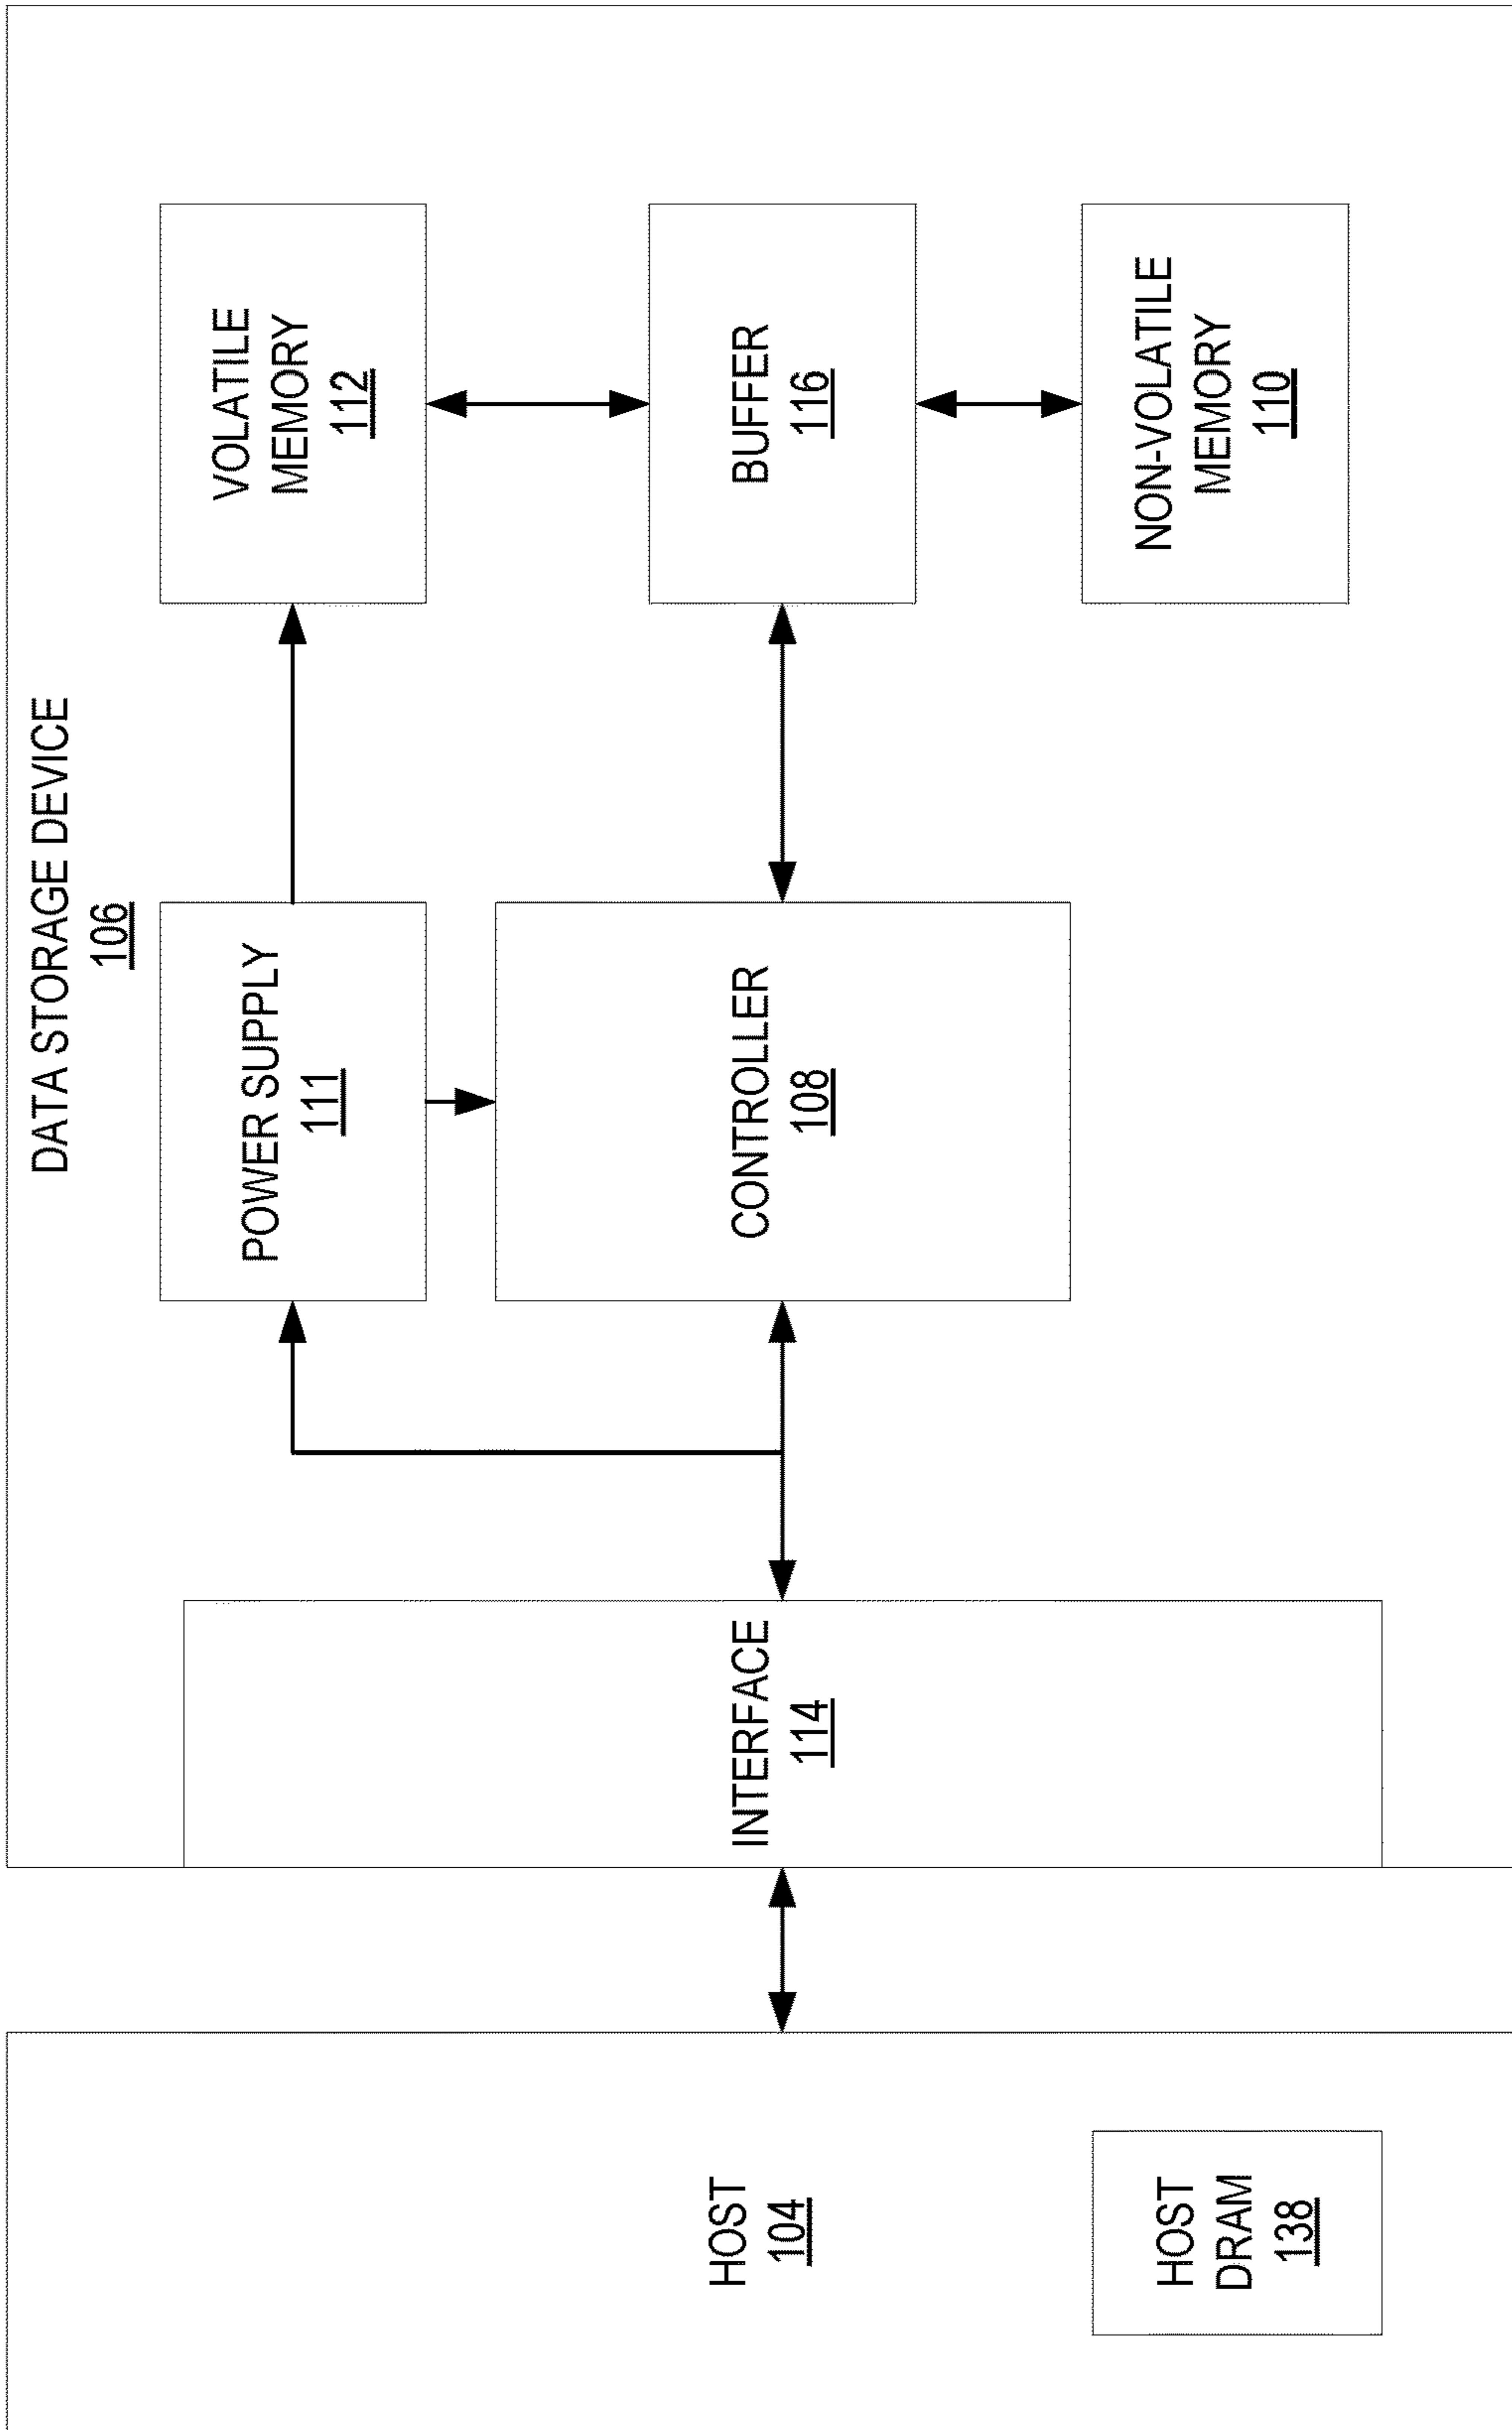 DATA STORAGE DEVICE
106
HOST
104
HOST
DRAM
138
INTERFACE
114
POWER SUPPLY
111
CONTROLLER
108
VOLATILE
MEMORY
112
BUFFER
116
NON-VOLATILE
MEMORY
110